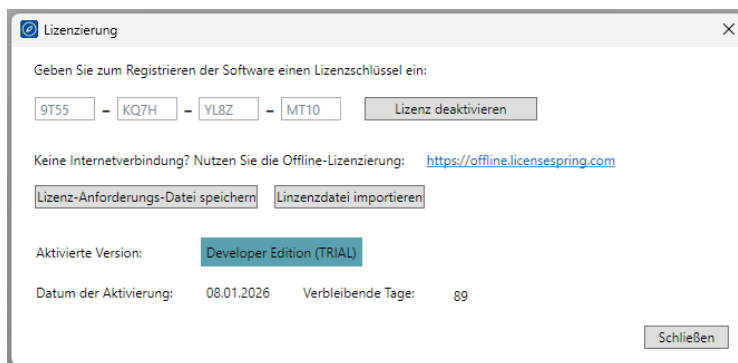 Lizenzierung
Geben Sie zum Registrieren der Software einen Lizenzschlüssel ein:
9T55 – KQ7H – YL8Z – MT10 Lizenz deaktivieren
Keine Internetverbindung? Nutzen Sie die Offline-Lizenzierung: https://offline.licensespring.com
Lizenz-Anforderungs-Datei speichern Linzenzdatei importieren
Aktivierte Version: Developer Edition (TRIAL)
Datum der Aktivierung: 08.01.2026 Verbleibende Tage: 89
Schließen